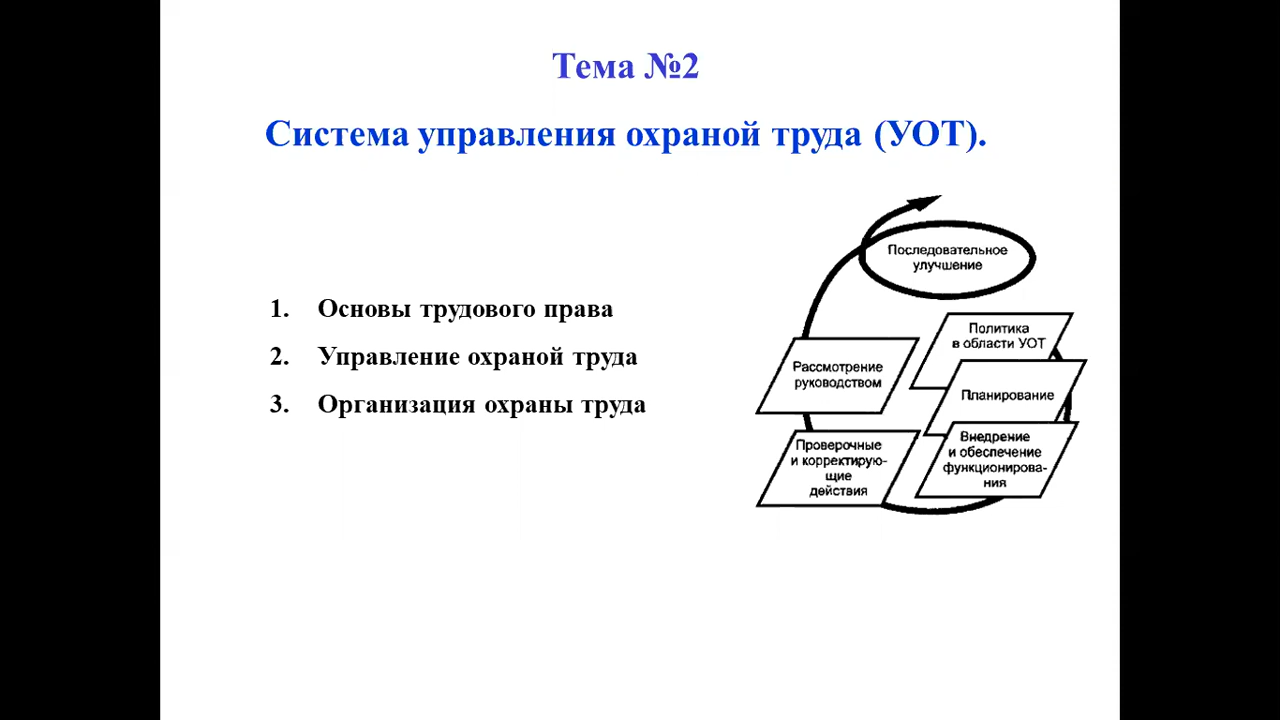 Тема №2
Система управления охраной труда (УОТ).
1. Основы трудового права
2. Управление охраной труда
3. Организация охраны труда
Последовательное
улучшение
Политика
в области УОТ
Планирование
Внедрение
и обеспечение
функционирова-
ния
Проверочные
и корректирую-
щие
действия
Рассмотрение
руководством